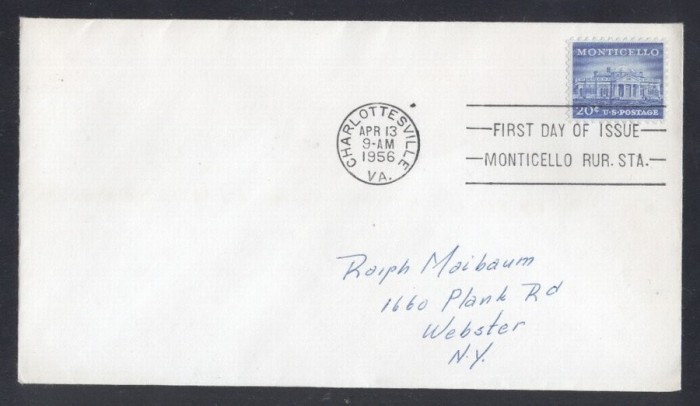 MONTICELLO
20¢ U·S·POSTAGE
CHARLOTTESVILLE
APR 13
9-AM
1956
VA.
FIRST DAY OF ISSUE
MONTICELLO RUR. STA.
Ralph Maibaum
1660 Plank Rd
Webster
N.Y.